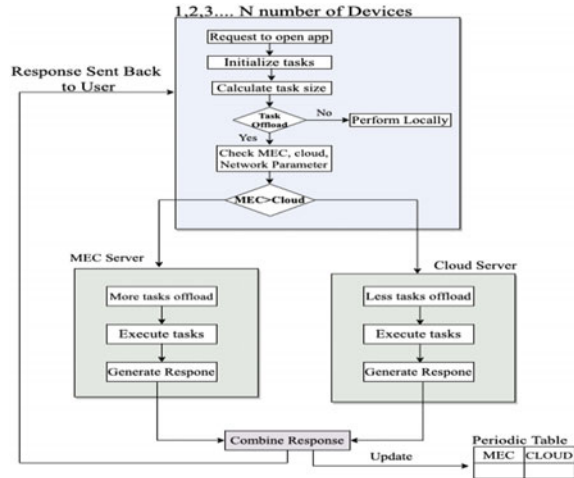 1,2,3.... N number of Devices
Request to open app
Initialize tasks
Calculate task size
Task
Offload
No
Perform Locally
Yes
Check MEC, cloud,
Network Parameter
MEC>Cloud
Response Sent Back
to User
MEC Server
More tasks offload
Execute tasks
Generate Respone
Cloud Server
Less tasks offload
Execute tasks
Generate Respone
Combine Response
Update
Periodic Table
MEC CLOUD